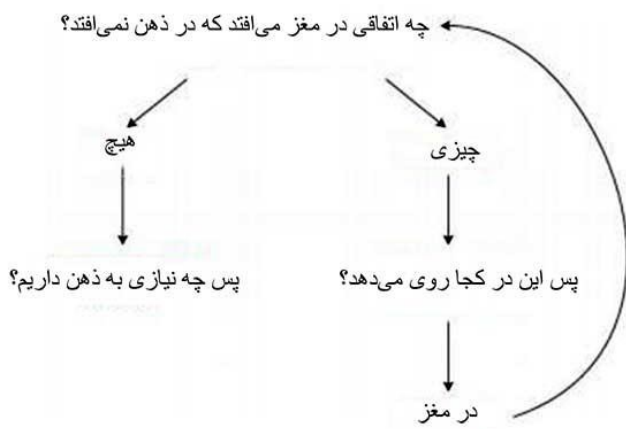 چه اتفاقی در مغز می‌افتد که در ذهن نمی‌افتد؟
چیزی
هیچ
پس این در کجا روی می‌دهد؟
پس چه نیازی به ذهن داریم؟
در مغز